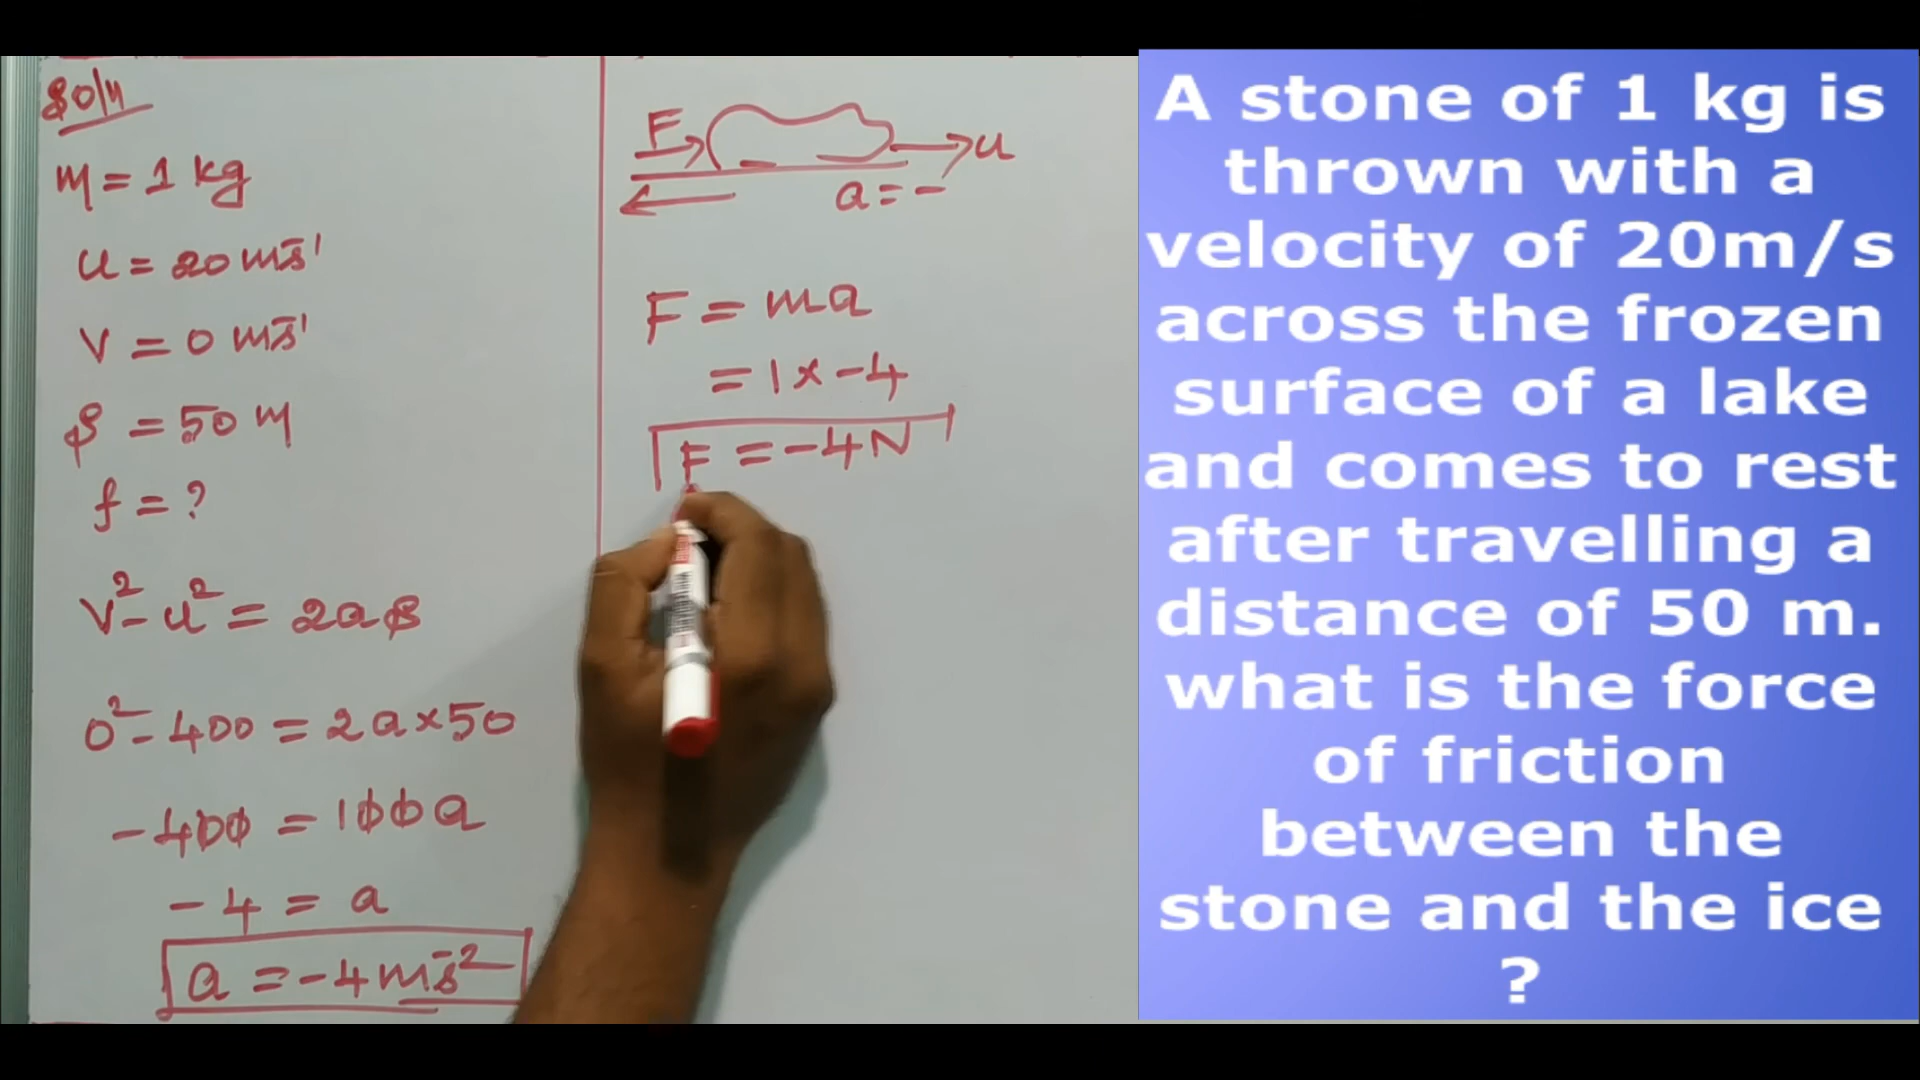 Soln
m = 1 kg
u = 20 ms⁻¹
v = 0 ms⁻¹
s = 50 m
f = ?
v² - u² = 2as
0² - 400 = 2a×50
-400 = 100a
-4 = a
a = -4 ms⁻²
F
u
a = -
F = ma
= 1 × -4
F = -4N
A stone of 1 kg is
thrown with a
velocity of 20m/s
across the frozen
surface of a lake
and comes to rest
after travelling a
distance of 50 m.
what is the force
of friction
between the
stone and the ice
?